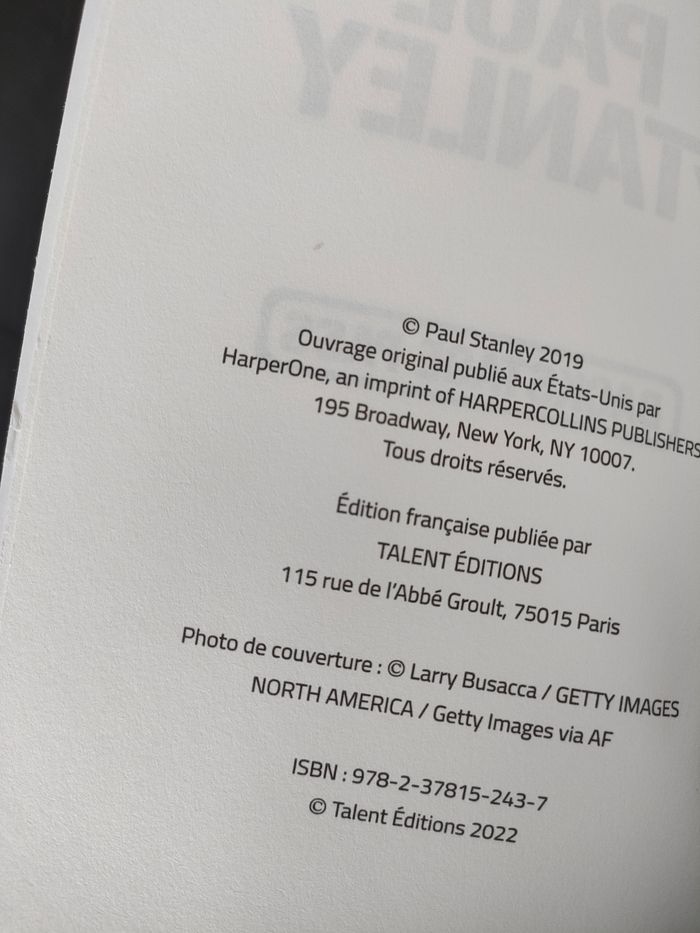 PAUL
STANLEY
© Paul Stanley 2019
Ouvrage original publié aux États-Unis par
HarperOne, an imprint of HARPERCOLLINS PUBLISHERS
195 Broadway, New York, NY 10007.
Tous droits réservés.
Édition française publiée par
TALENT ÉDITIONS
115 rue de l'Abbé Groult, 75015 Paris
Photo de couverture : © Larry Busacca / GETTY IMAGES
NORTH AMERICA / Getty Images via AF
ISBN : 978-2-37815-243-7
© Talent Éditions 2022